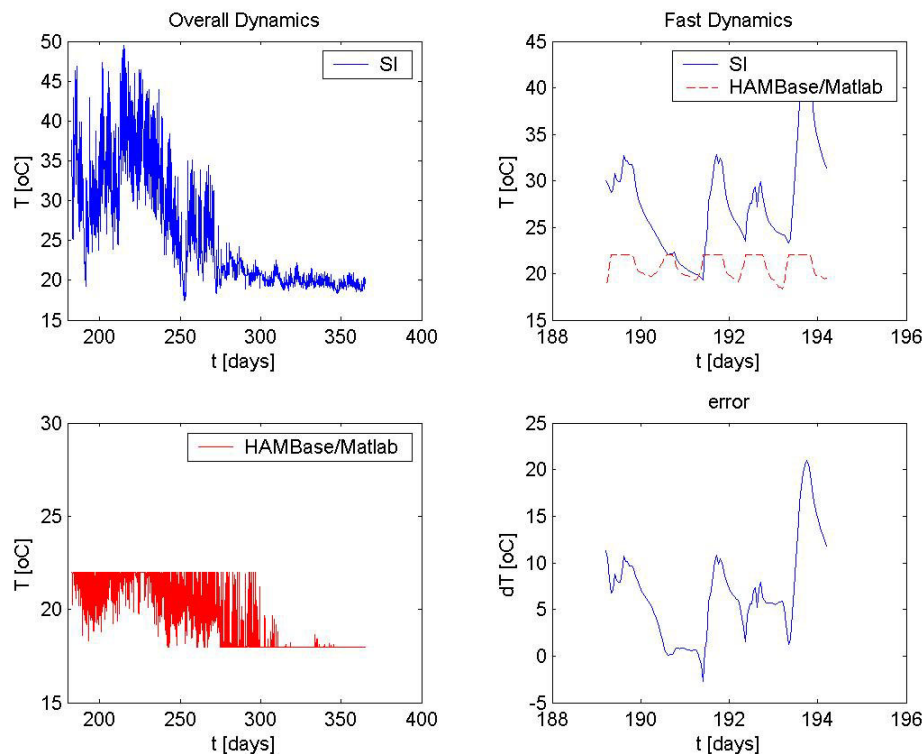 Overall Dynamics
50
45
40
35
30
25
20
15
T [oC]
SI
200 250 300 350 400
t [days]
Fast Dynamics
45
40
35
30
25
20
15
T [oC]
SI
HAMBase/Matlab
188 190 192 194 196
t [days]
30
25
20
15
T [oC]
HAMBase/Matlab
200 250 300 350 400
t [days]
error
25
20
15
10
5
0
-5
dT [oC]
188 190 192 194 196
t [days]